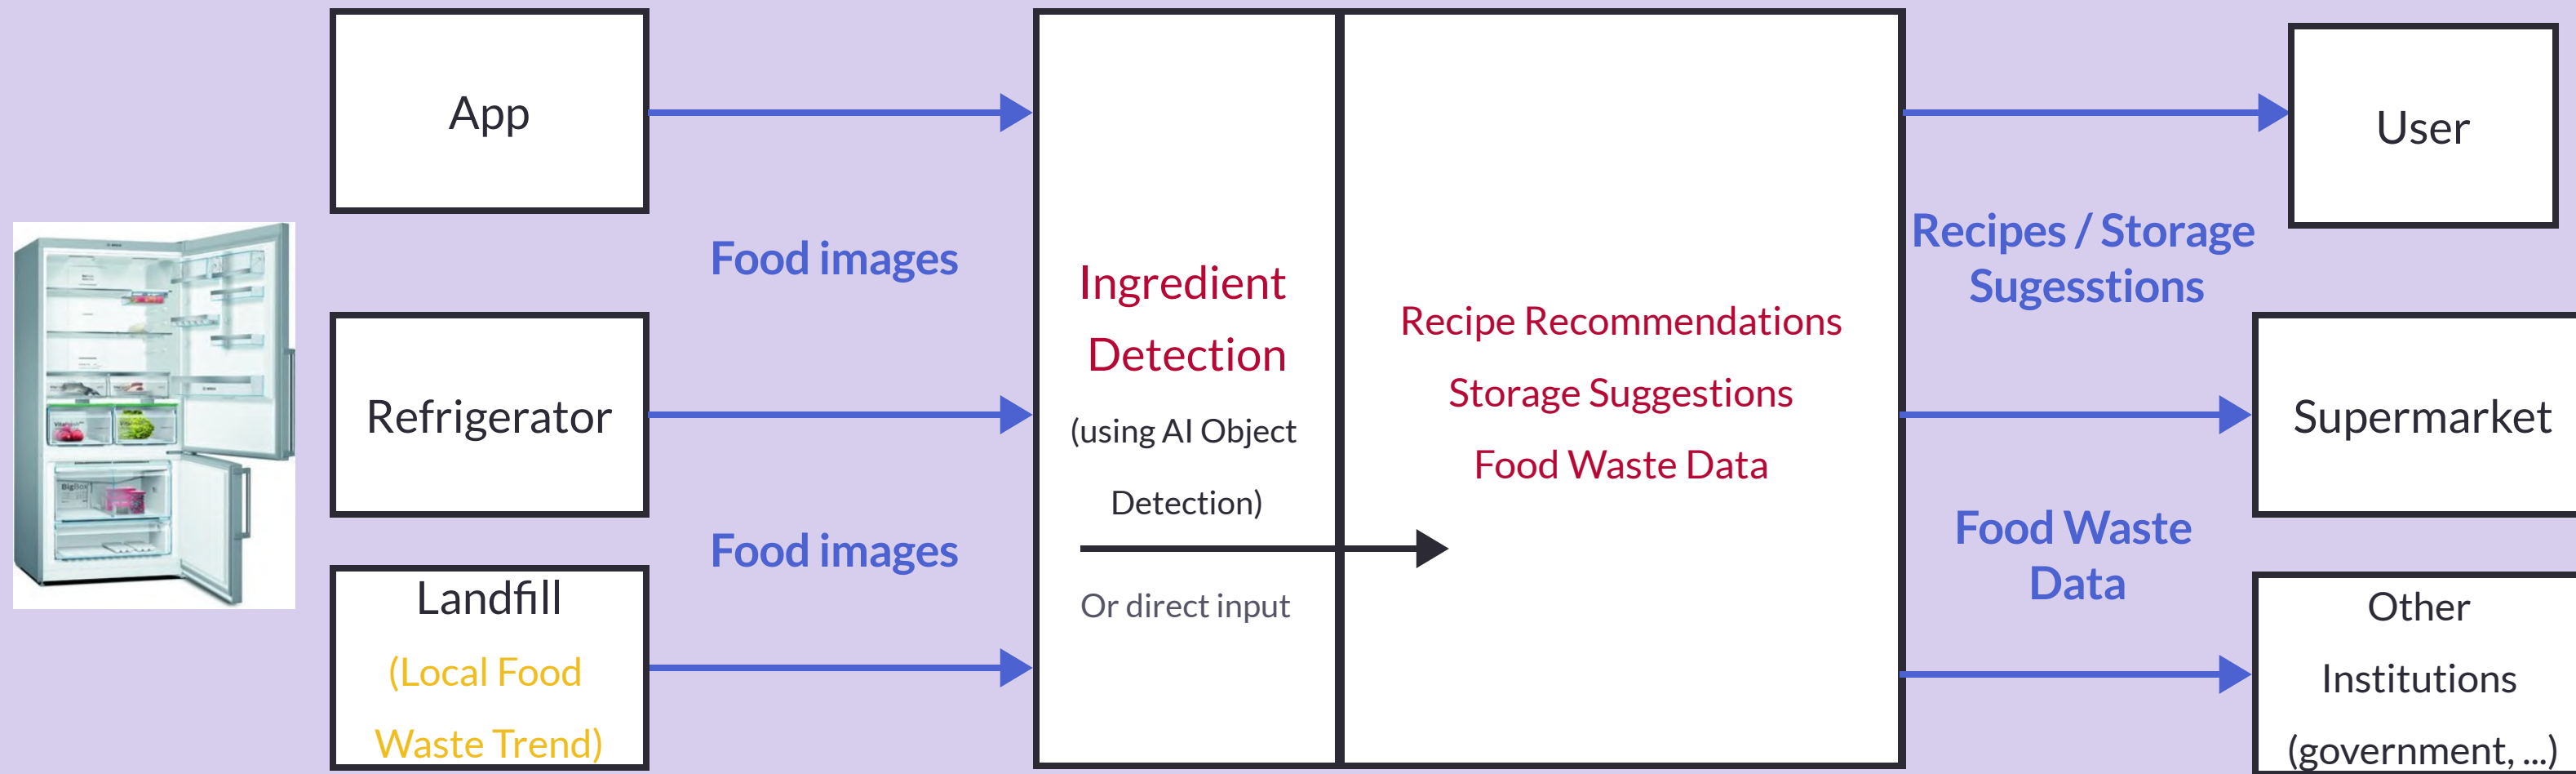 App
Food images
Refrigerator
Food images
Landfill
(Local Food
Waste Trend)
Ingredient
Detection
(using AI Object
Detection)
Or direct input
Recipe Recommendations
Storage Suggestions
Food Waste Data
User
Recipes / Storage
Sugesstions
Supermarket
Food Waste
Data
Other
Institutions
(government, ...)
BigBox